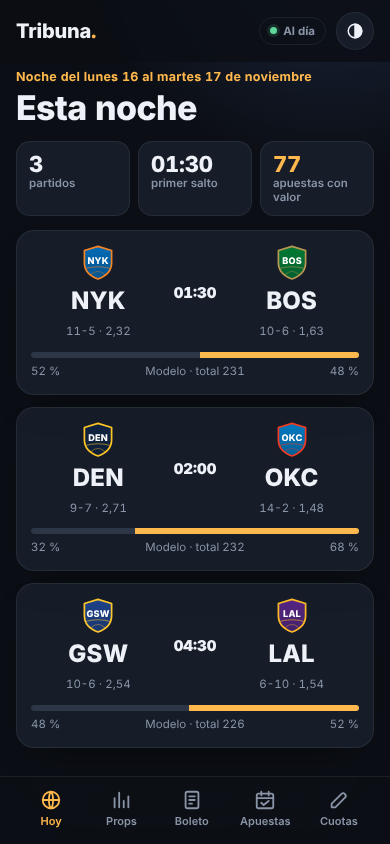 Tribuna.
Al día
Noche del lunes 16 al martes 17 de noviembre
Esta noche
3
partidos
01:30
primer salto
77
apuestas con
valor
NYK
BOS
NYK
01:30
BOS
11-5 · 2,32
10-6 · 1,63
52 %
Modelo · total 231
48 %
DEN
OKC
DEN
02:00
OKC
9-7 · 2,71
14-2 · 1,48
32 %
Modelo · total 232
68 %
GSW
LAL
GSW
04:30
LAL
10-6 · 2,54
6-10 · 1,54
48 %
Modelo · total 226
52 %
Hoy
Props
Boleto
Apuestas
Cuotas